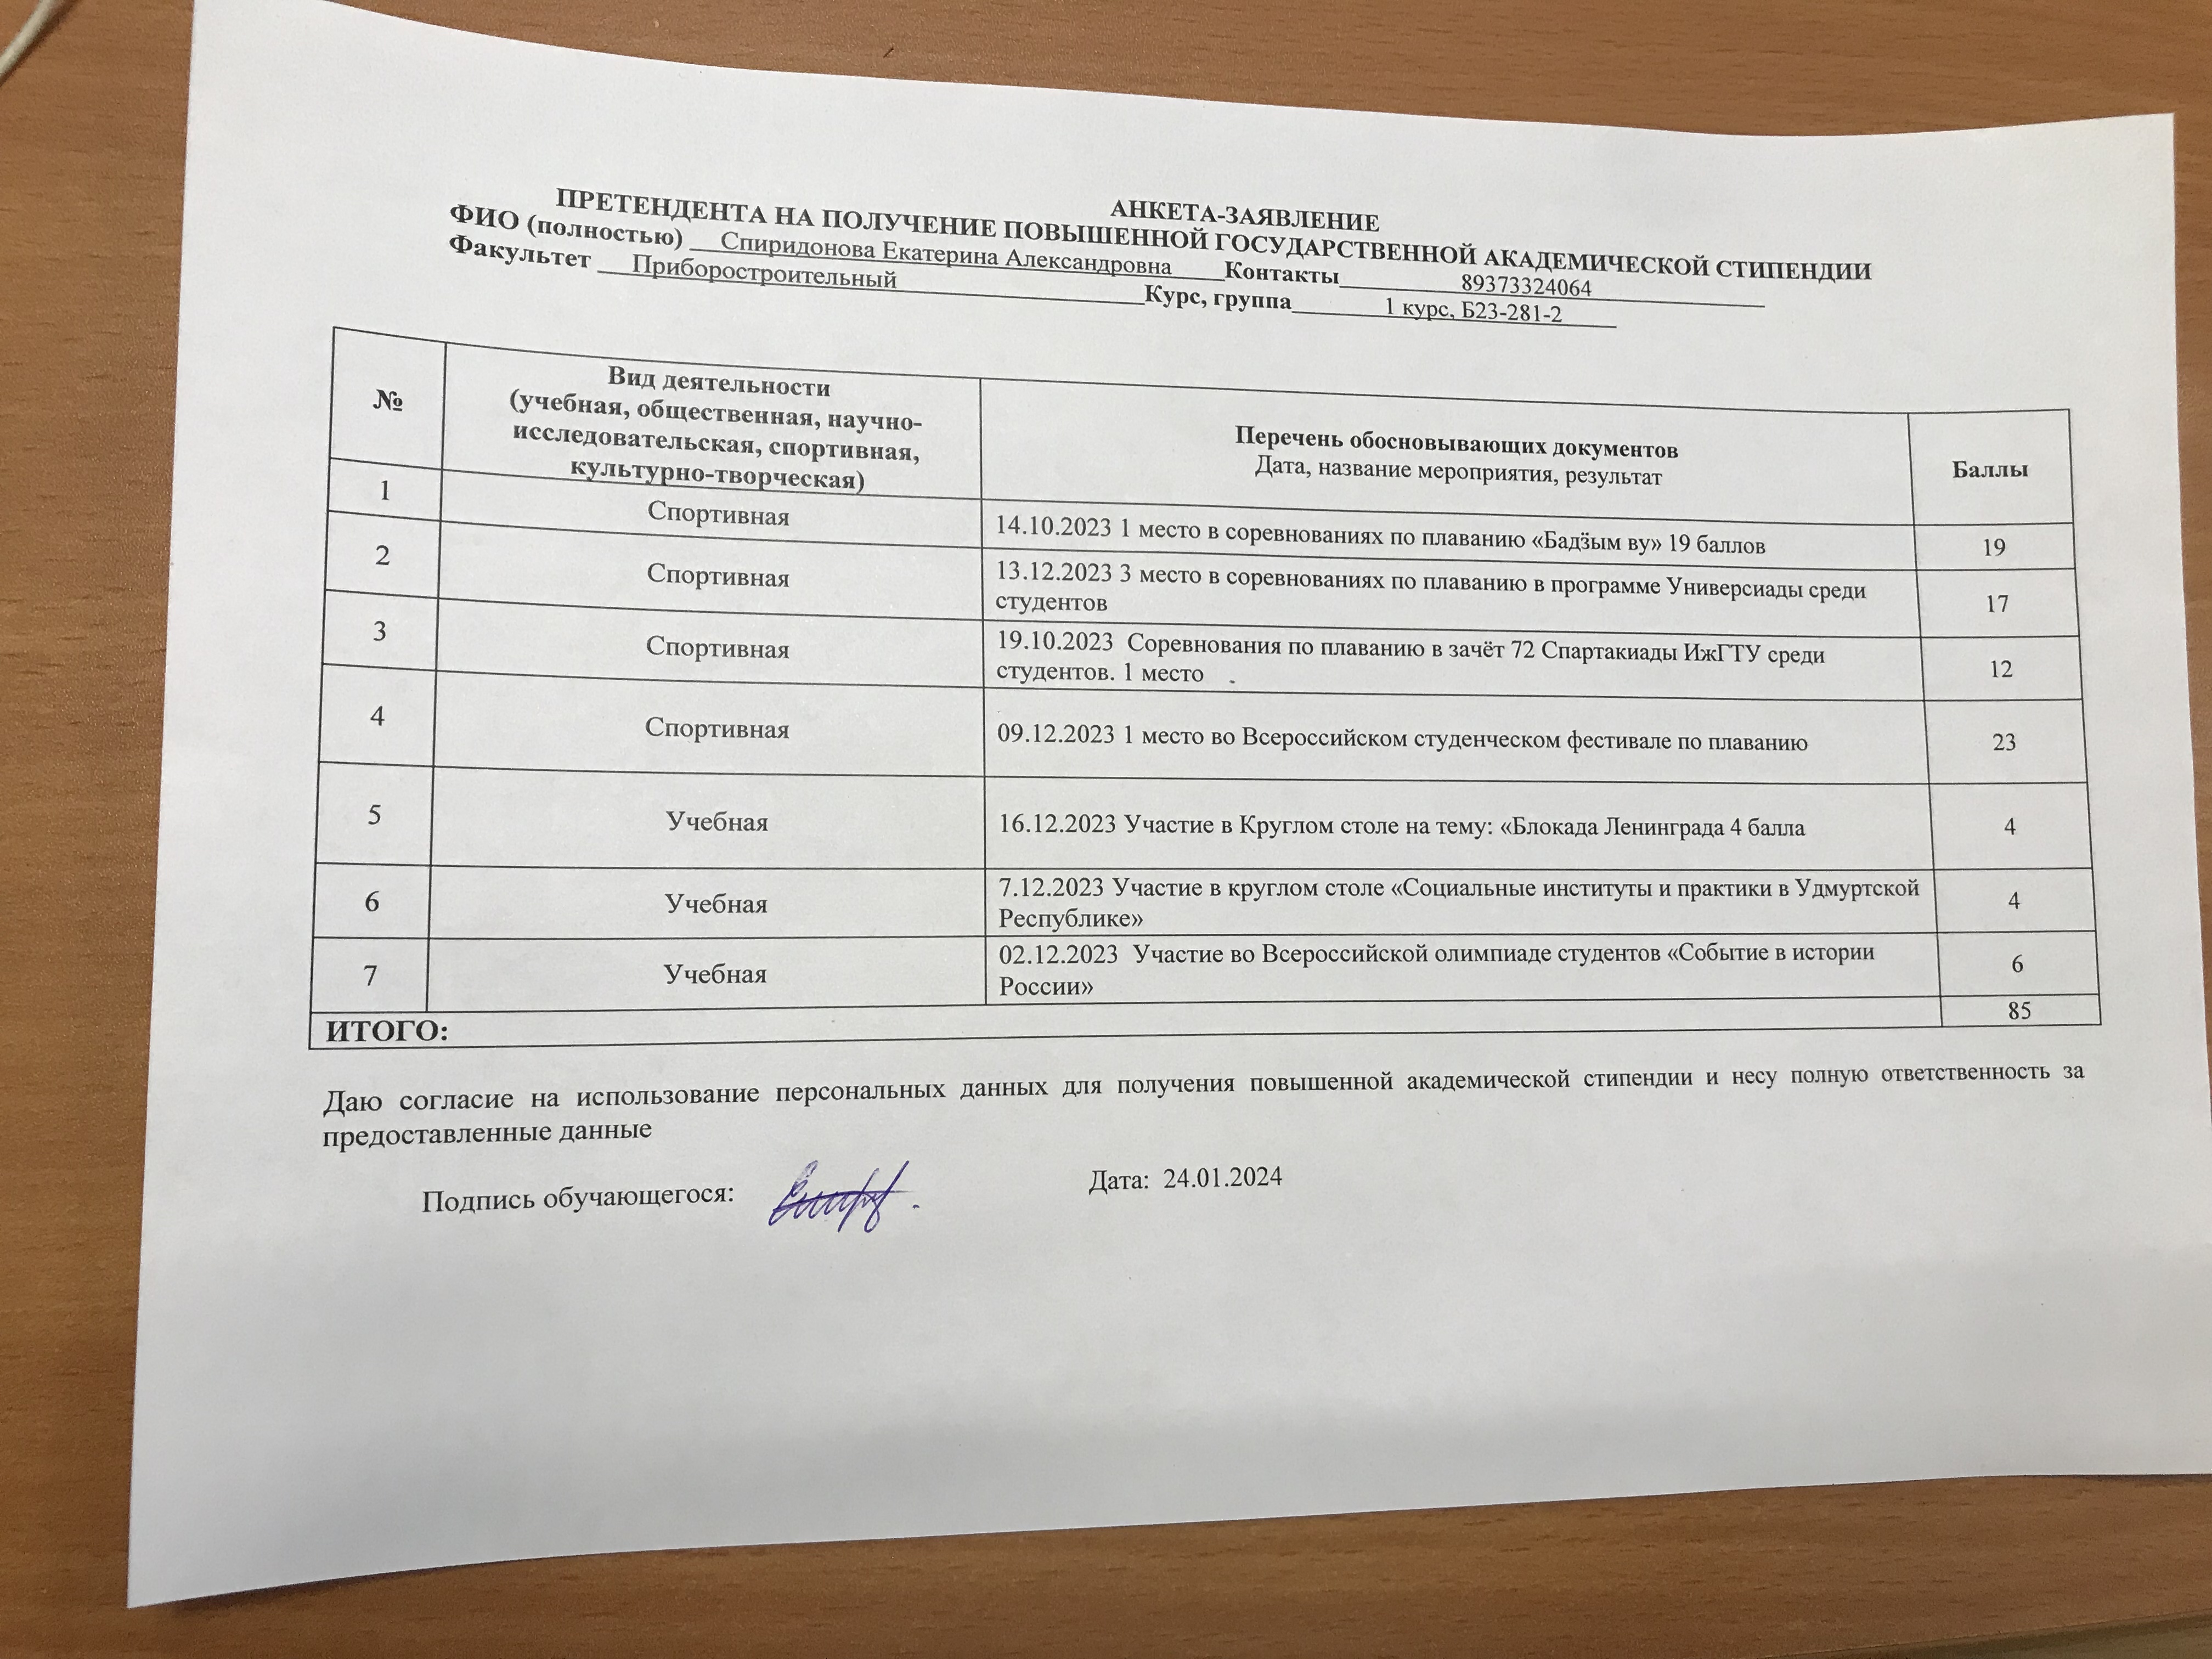 АНКЕТА-ЗАЯВЛЕНИЕ
ПРЕТЕНДЕНТА НА ПОЛУЧЕНИЕ ПОВЫШЕННОЙ ГОСУДАРСТВЕННОЙ АКАДЕМИЧЕСКОЙ СТИПЕНДИИ
ФИО (полностью) Спиридонова Екатерина Александровна Контакты 89373324064
Факультет Приборостроительный Курс, группа 1 курс, Б23-281-2
№ Вид деятельности (учебная, общественная, научно-исследовательская, спортивная, культурно-творческая) Перечень обосновывающих документов Дата, название мероприятия, результат Баллы
1 Спортивная 14.10.2023 1 место в соревнованиях по плаванию «Бадӟым ву» 19 баллов 19
2 Спортивная 13.12.2023 3 место в соревнованиях по плаванию в программе Универсиады среди
студентов 17
3 Спортивная 19.10.2023 Соревнования по плаванию в зачёт 72 Спартакиады ИжГТУ среди
студентов. 1 место . 12
4 Спортивная 09.12.2023 1 место во Всероссийском студенческом фестивале по плаванию 23
5 Учебная 16.12.2023 Участие в Круглом столе на тему: «Блокада Ленинграда 4 балла 4
6 Учебная 7.12.2023 Участие в круглом столе «Социальные институты и практики в Удмуртской
Республике» 4
7 Учебная 02.12.2023 Участие во Всероссийской олимпиаде студентов «Событие в истории
России» 6
ИТОГО: 85
Даю согласие на использование персональных данных для получения повышенной академической стипендии и несу полную ответственность за
предоставленные данные
Подпись обучающегося: Дата: 24.01.2024